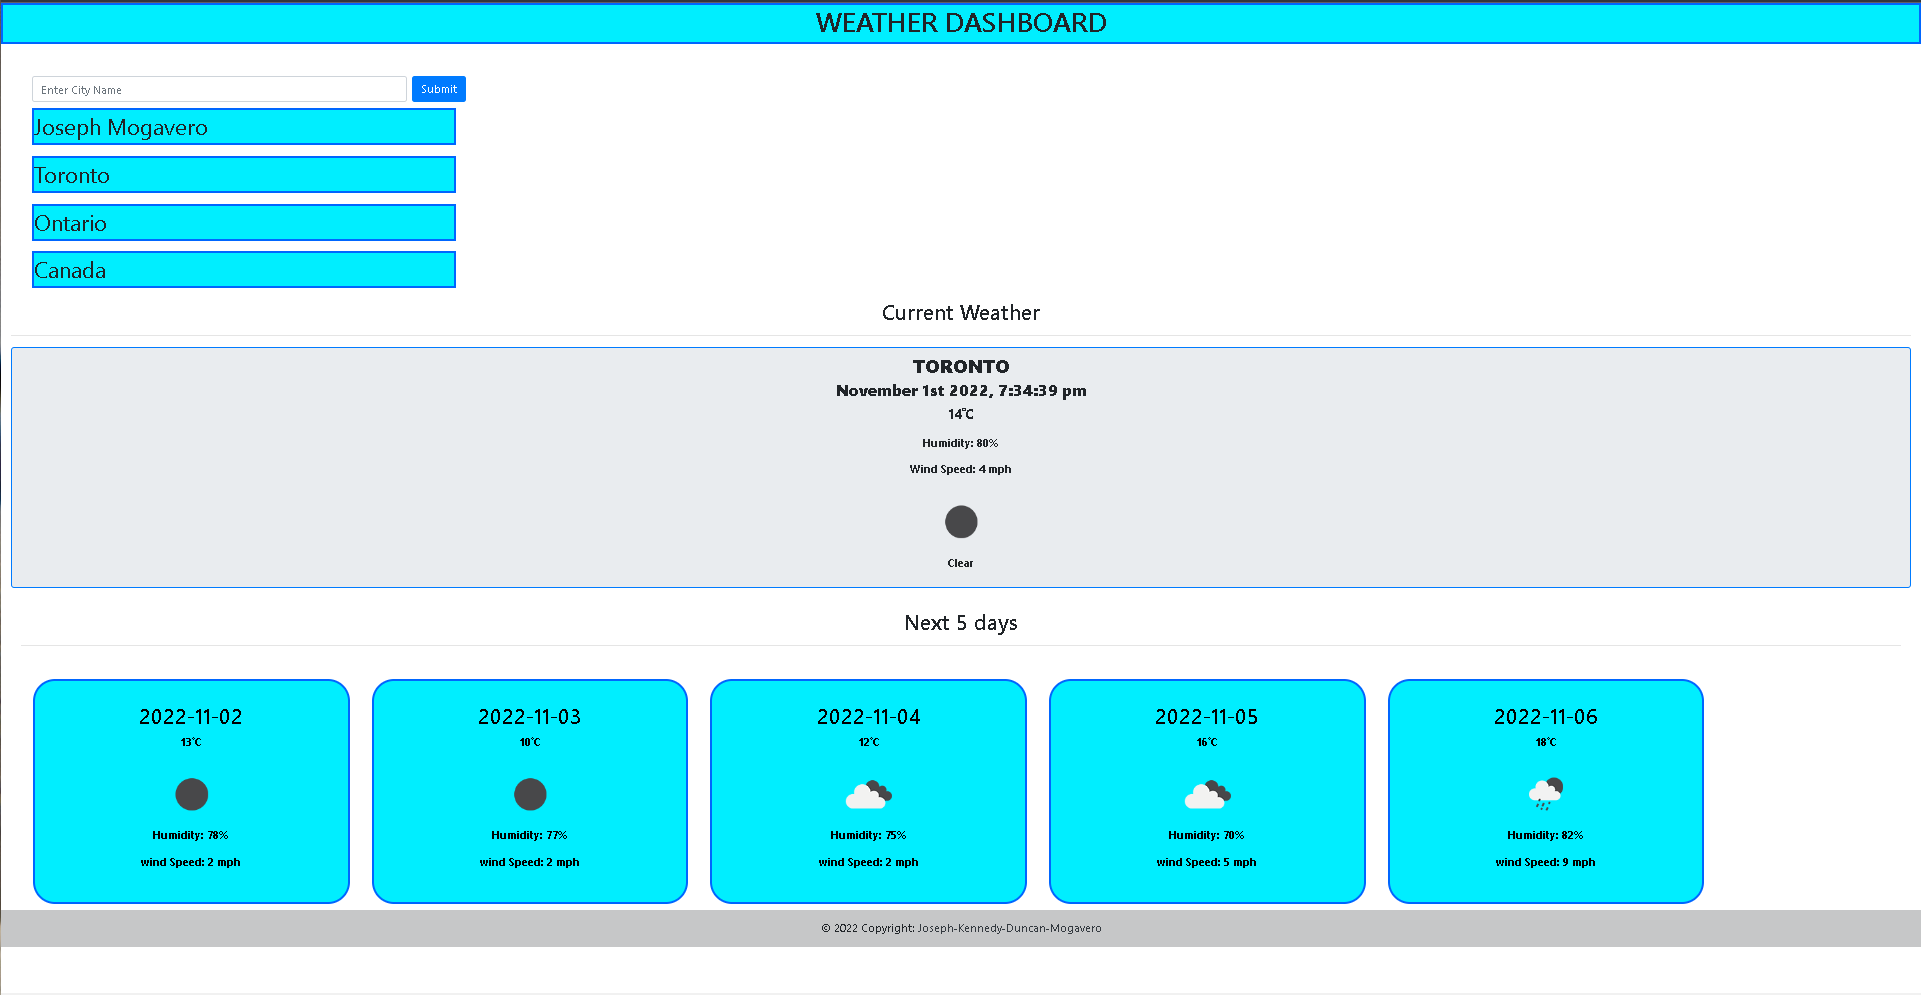 WEATHER DASHBOARD
Enter City Name
Submit
Joseph Mogavero
Toronto
Ontario
Canada
Current Weather
TORONTO
November 1st 2022, 7:34:39 pm
14°C
Humidity: 80%
Wind Speed: 4 mph
Clear
Next 5 days
2022-11-02
13°C
Humidity: 78%
wind Speed: 2 mph
2022-11-03
10°C
Humidity: 77%
wind Speed: 2 mph
2022-11-04
12°C
Humidity: 75%
wind Speed: 2 mph
2022-11-05
16°C
Humidity: 70%
wind Speed: 5 mph
2022-11-06
18°C
Humidity: 82%
wind Speed: 9 mph
© 2022 Copyright: Joseph-Kennedy-Duncan-Mogavero